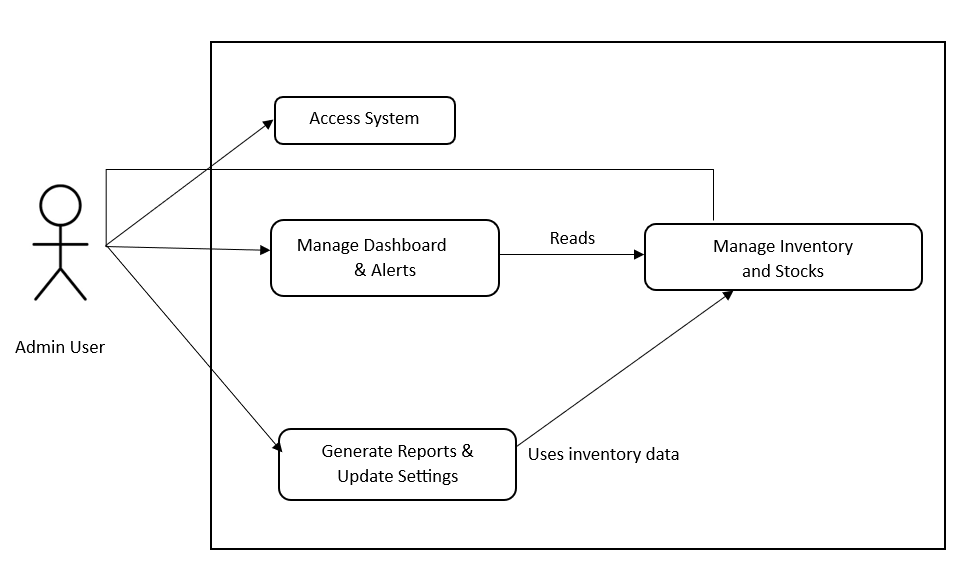 Access System
Manage Dashboard
& Alerts
Reads
Manage Inventory
and Stocks
Admin User
Generate Reports &
Update Settings
Uses inventory data